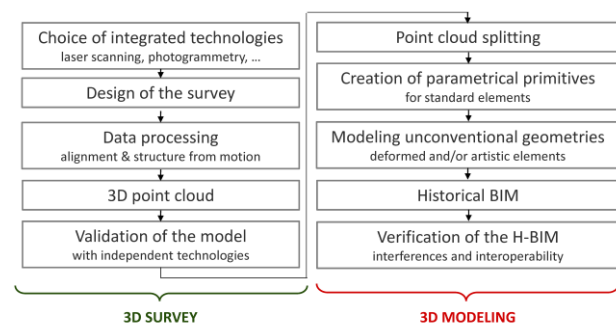 Choice of integrated technologies
laser scanning, photogrammetry, ...
Design of the survey
Data processing
alignment & structure from motion
3D point cloud
Validation of the model
with independent technologies
3D SURVEY
Point cloud splitting
Creation of parametrical primitives
for standard elements
Modeling unconventional geometries
deformed and/or artistic elements
Historical BIM
Verification of the H-BIM
interferences and interoperability
3D MODELING